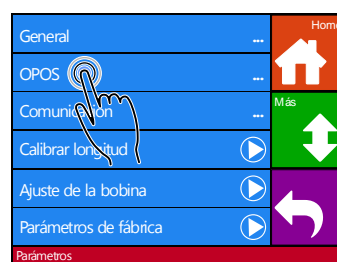 General ...
Home
OPOS ...
Comunicación ...
Más
Calibrar longitud
Ajuste de la bobina
Parámetros de fábrica
Parámetros